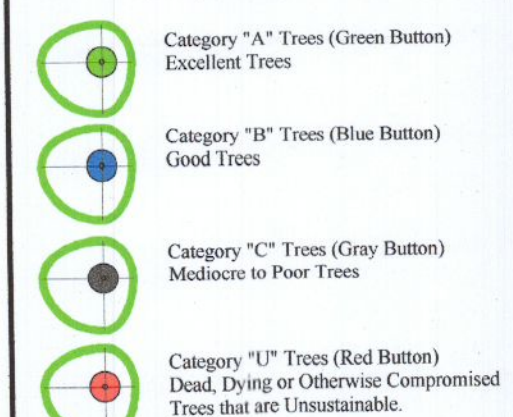 Category "A" Trees (Green Button)
Excellent Trees
Category "B" Trees (Blue Button)
Good Trees
Category "C" Trees (Gray Button)
Mediocre to Poor Trees
Category "U" Trees (Red Button)
Dead, Dying or Otherwise Compromised
Trees that are Unsustainable.